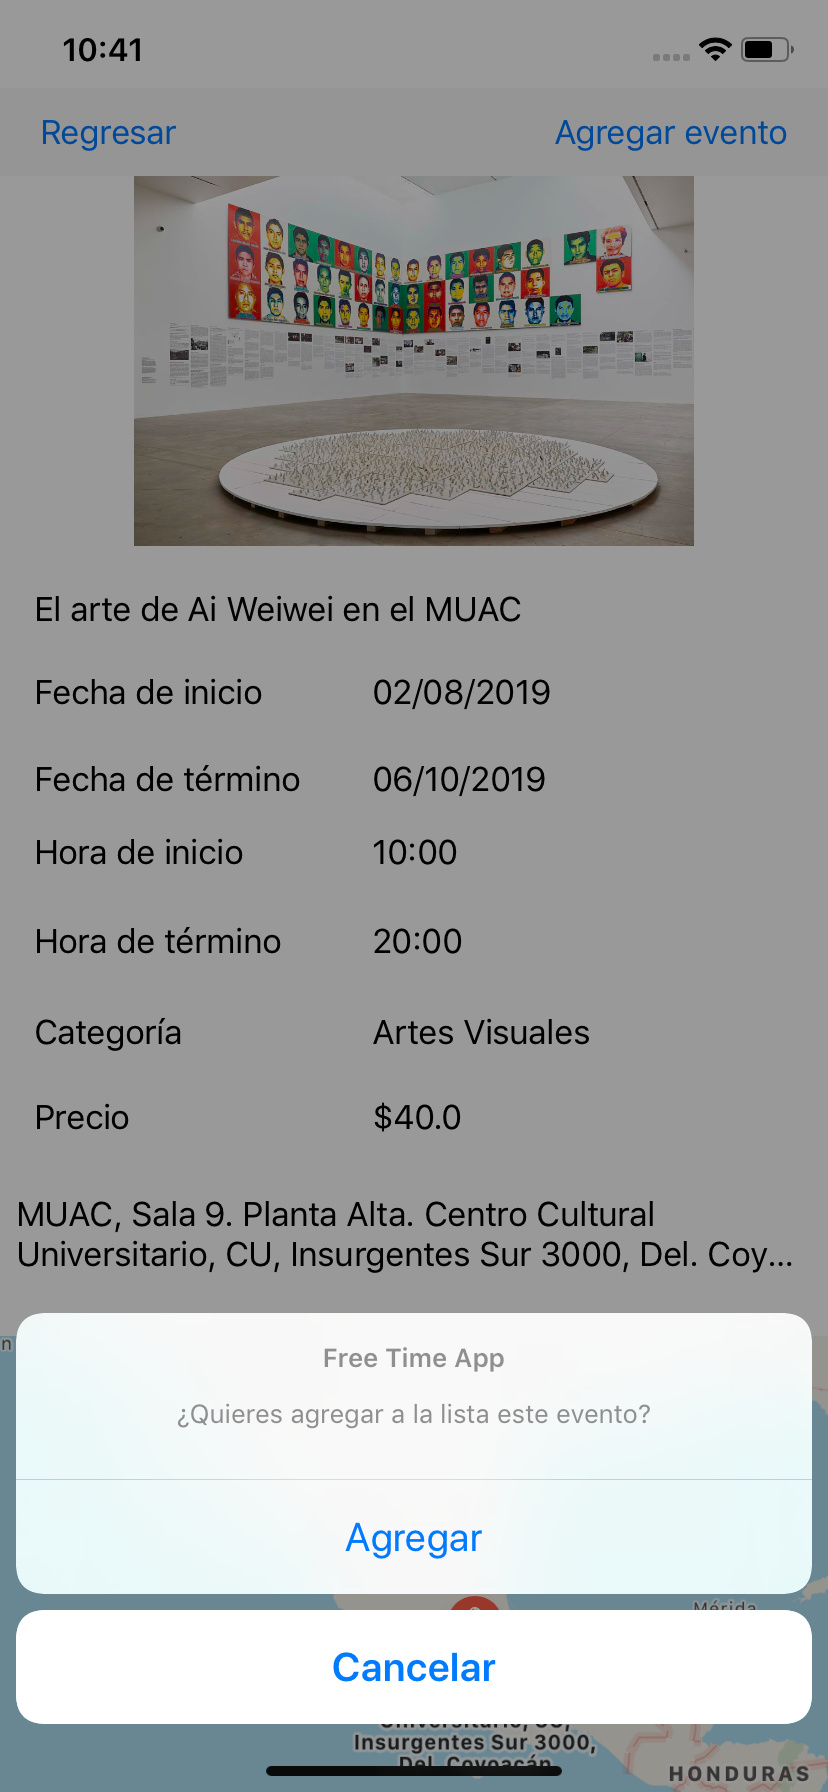 10:41
Regresar
Agregar evento
El arte de Ai Weiwei en el MUAC
Fecha de inicio 02/08/2019
Fecha de término 06/10/2019
Hora de inicio 10:00
Hora de término 20:00
Categoría Artes Visuales
Precio $40.0
MUAC, Sala 9. Planta Alta. Centro Cultural
Universitario, CU, Insurgentes Sur 3000, Del. Coy...
n
Free Time App
¿Quieres agregar a la lista este evento?
Agregar
Mérida
Cancelar
Universitario, CU,
Insurgentes Sur 3000,
Del. Coyoacán
HONDURAS